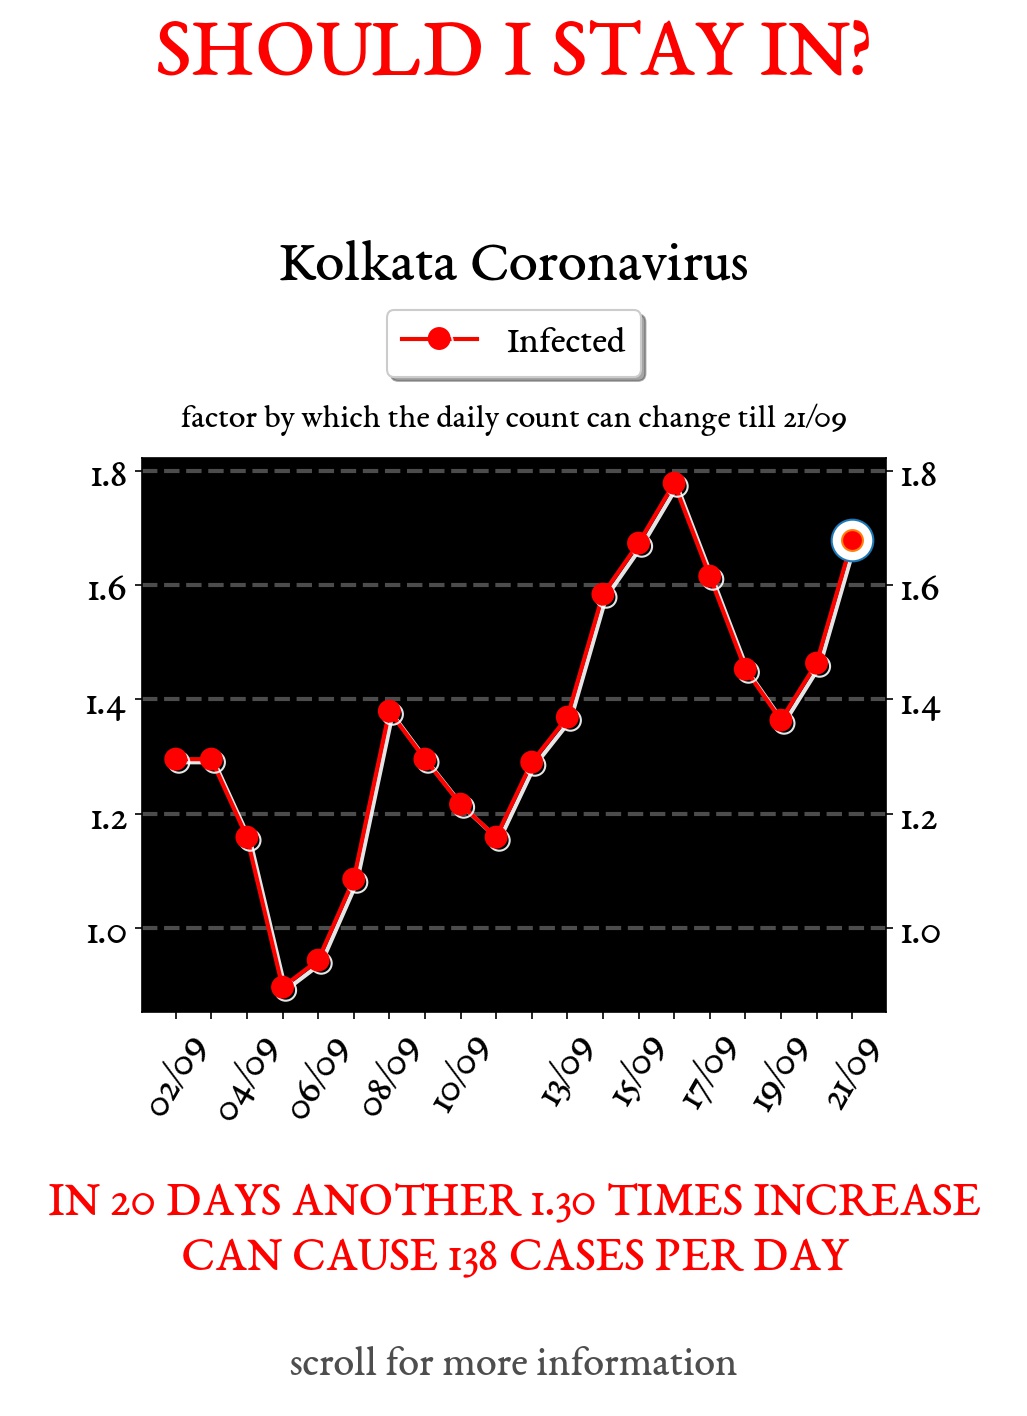 SHOULD I STAY IN?
Kolkata Coronavirus
Infected
factor by which the daily count can change till 21/09
1.8 1.8
1.6 1.6
1.4 1.4
1.2 1.2
1.0 1.0
02/09 04/09 06/09 08/09 10/09 13/09 15/09 17/09 19/09 21/09
IN 20 DAYS ANOTHER 1.30 TIMES INCREASE
CAN CAUSE 138 CASES PER DAY
scroll for more information